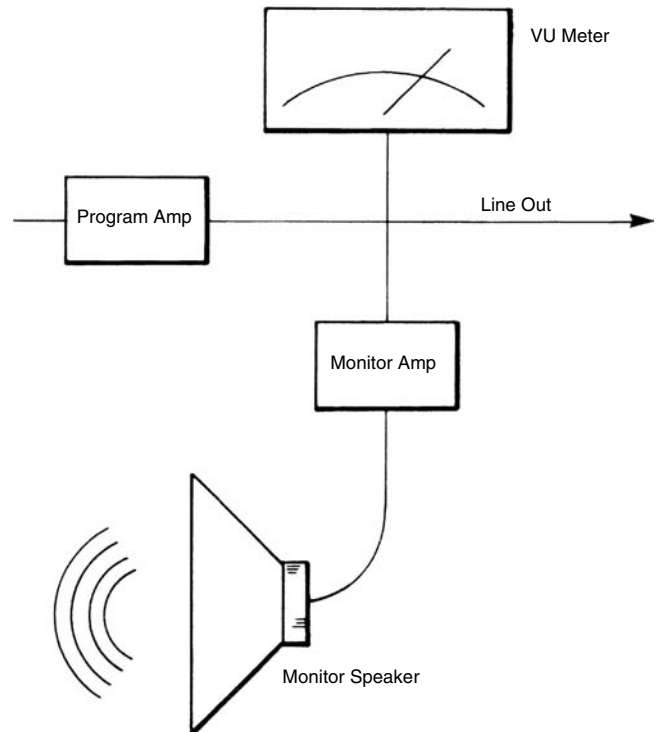 VU Meter
Program Amp
Line Out
Monitor Amp
Monitor Speaker